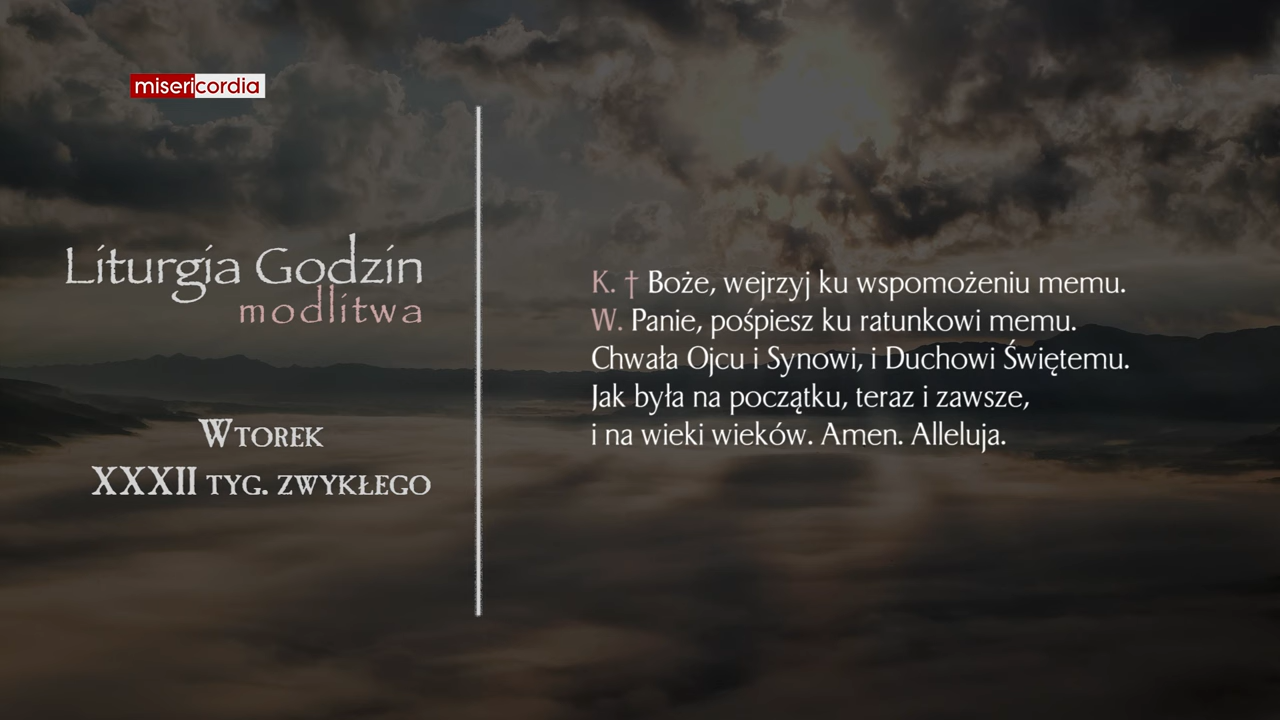 misericordia
Liturgia Godzin
modlitwa
Wtorek
XXXII tyg. zwykłego
K. † Boże, wejrzyj ku wspomożeniu memu.
W. Panie, pośpiesz ku ratunkowi memu.
Chwała Ojcu i Synowi, i Duchowi Świętemu.
Jak była na początku, teraz i zawsze,
i na wieki wieków. Amen. Alleluja.